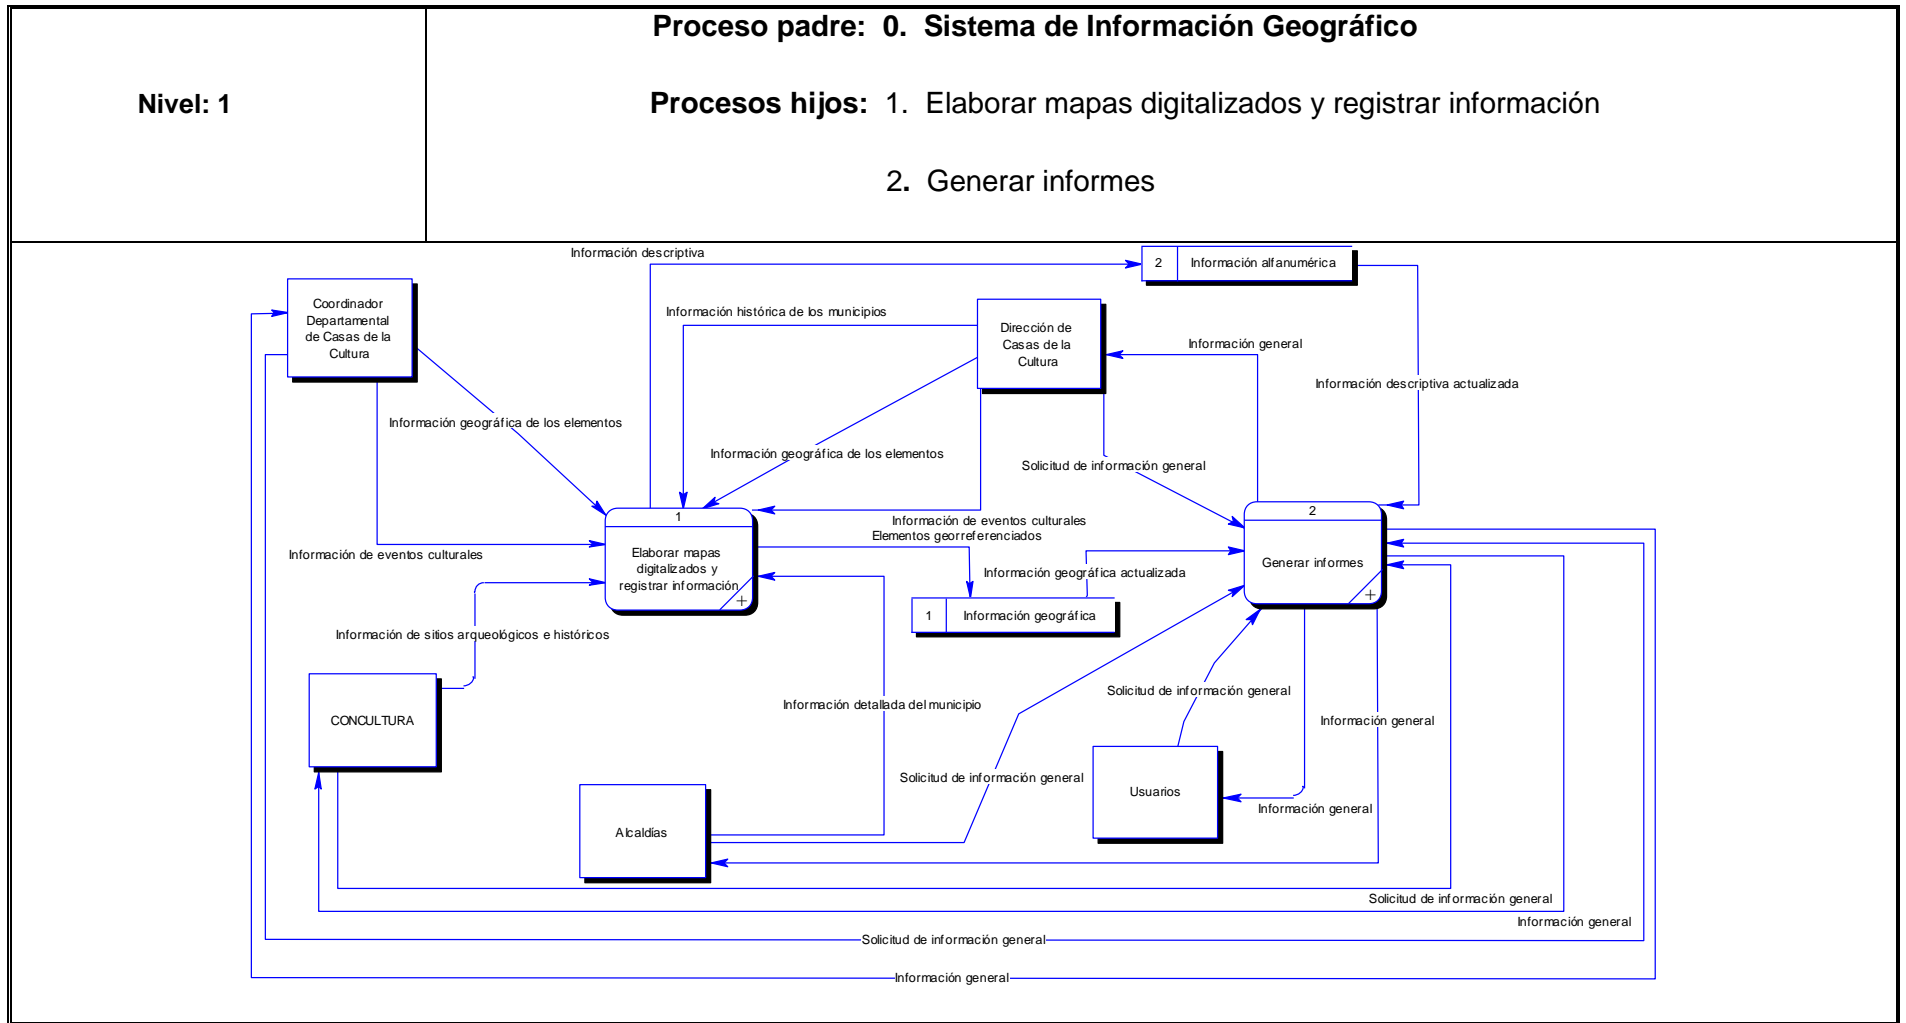 Proceso padre: 0. Sistema de Información Geográfico
Nivel: 1
Procesos hijos: 1. Elaborar mapas digitalizados y registrar información
2. Generar informes
Información descriptiva
2 Información alfanumérica
Coordinador
Departamental
de Casas de la
Cultura
Información histórica de los municipios
Dirección de
Casas de la
Cultura
Información general
Información descriptiva actualizada
Información geográfica de los elementos
Información geográfica de los elementos
Solicitud de información general
1
Elaborar mapas
digitalizados y
registrar información
2
Generar informes
Información de eventos culturales
Elementos georreferenciados
Información de eventos culturales
Información geográfica actualizada
1 Información geográfica
Información de sitios arqueológicos e históricos
CONCULTURA
Solicitud de información general
Información detallada del municipio
Información general
Solicitud de información general
Usuarios
Información general
Alcaldías
Solicitud de información general
Información general
Solicitud de información general
Información general